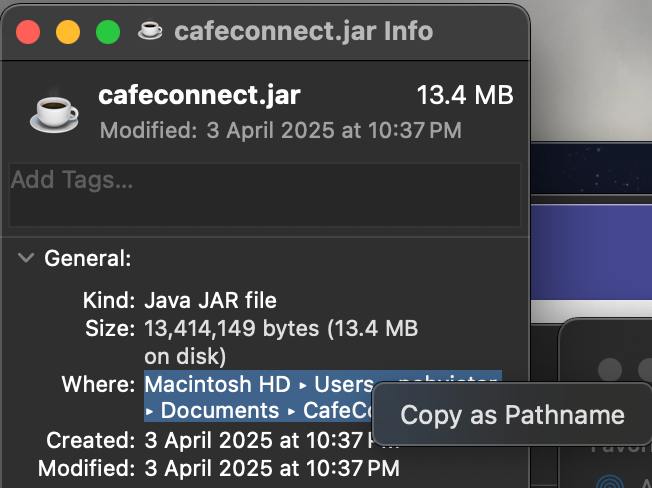 cafeconnect.jar Info
cafeconnect.jar 13.4 MB
Modified: 3 April 2025 at 10:37 PM
Add Tags...
General:
Kind: Java JAR file
Size: 13,414,149 bytes (13.4 MB
on disk)
Where: Macintosh HD ▸ Users
▸ Documents ▸ CafeCo
Copy as Pathname
Created: 3 April 2025 at 10:37 PM
Modified: 3 April 2025 at 10:37 PM